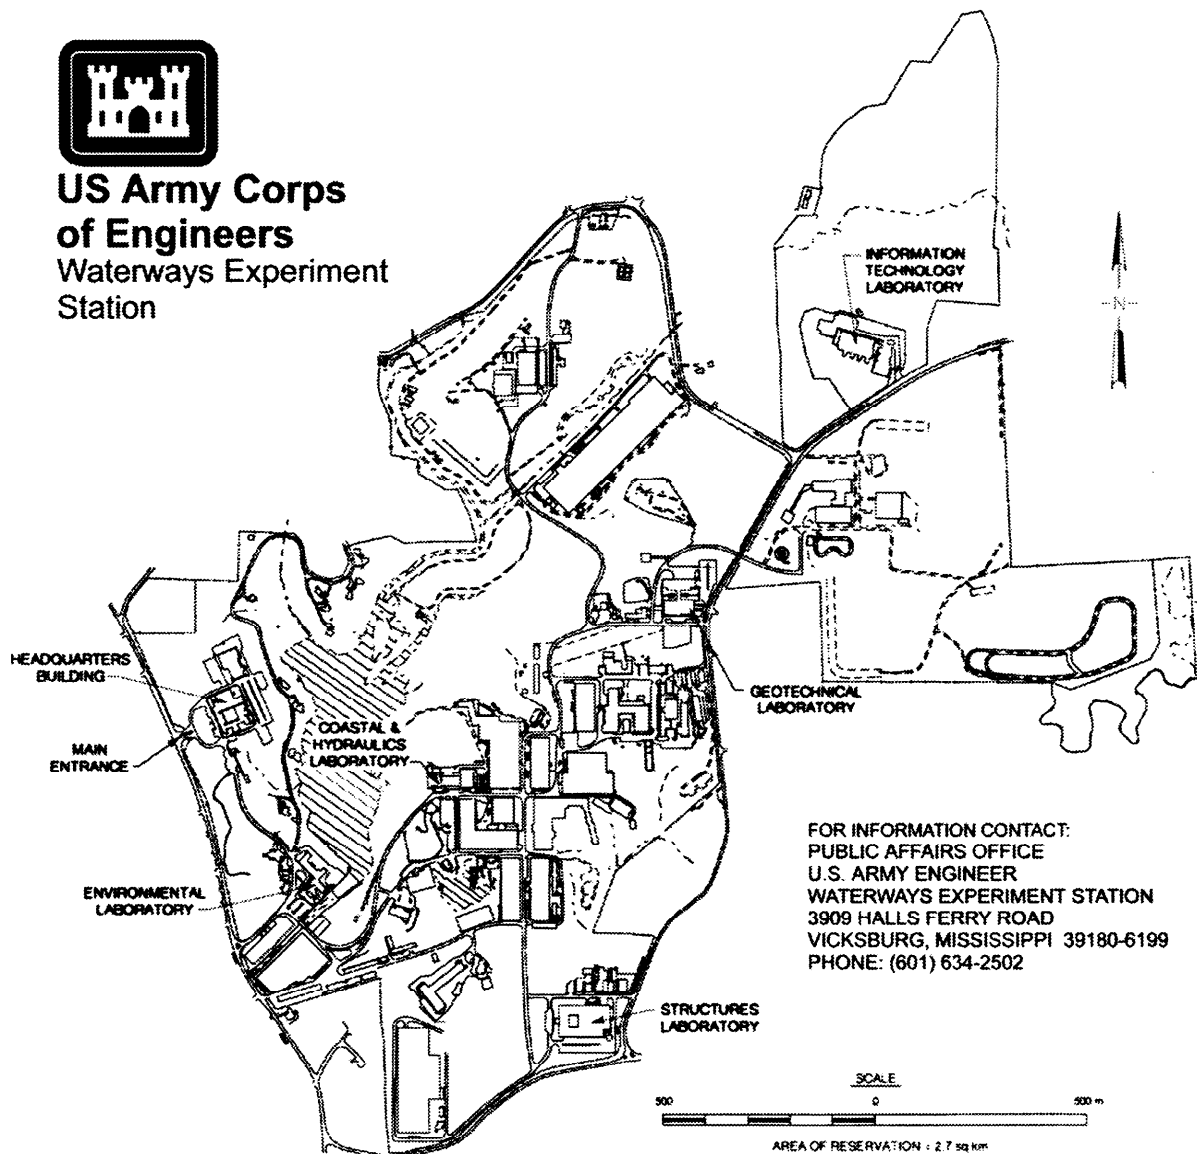 US Army Corps
of Engineers
Waterways Experiment
Station
INFORMATION
TECHNOLOGY
LABORATORY
N
HEADQUARTERS
BUILDING
MAIN
ENTRANCE
COASTAL &
HYDRAULICS
LABORATORY
GEOTECHNICAL
LABORATORY
ENVIRONMENTAL
LABORATORY
STRUCTURES
LABORATORY
FOR INFORMATION CONTACT:
PUBLIC AFFAIRS OFFICE
U.S. ARMY ENGINEER
WATERWAYS EXPERIMENT STATION
3909 HALLS FERRY ROAD
VICKSBURG, MISSISSIPPI 39180-6199
PHONE: (601) 634-2502
SCALE
500 0 500 m
AREA OF RESERVATION : 2.7 sq km